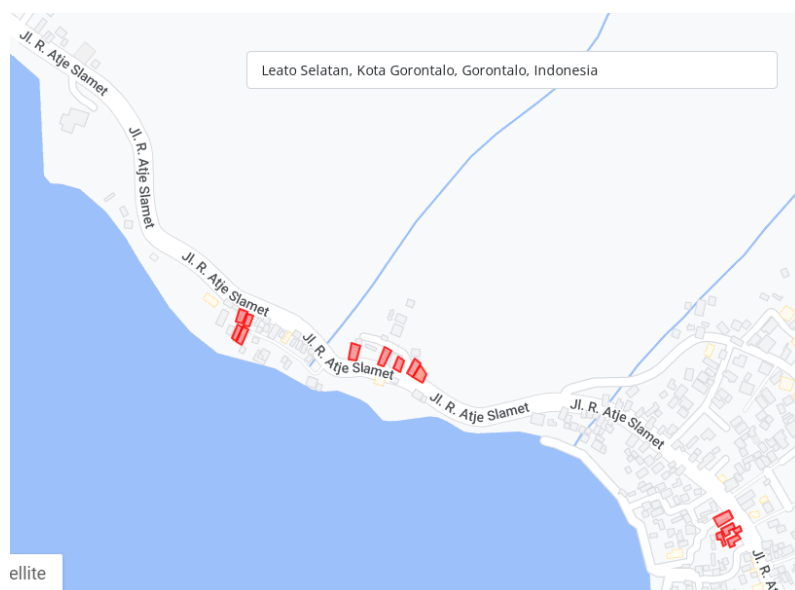 Jl. R. Atje Slamet
Leato Selatan, Kota Gorontalo, Gorontalo, Indonesia
Jl. R. Atje Slamet
Jl. R. Atje Slamet
Jl. R. Atje Slamet
Jl. R. Atje Slamet
Jl. R. Atje Slamet
Jl. R. Atje
ellite